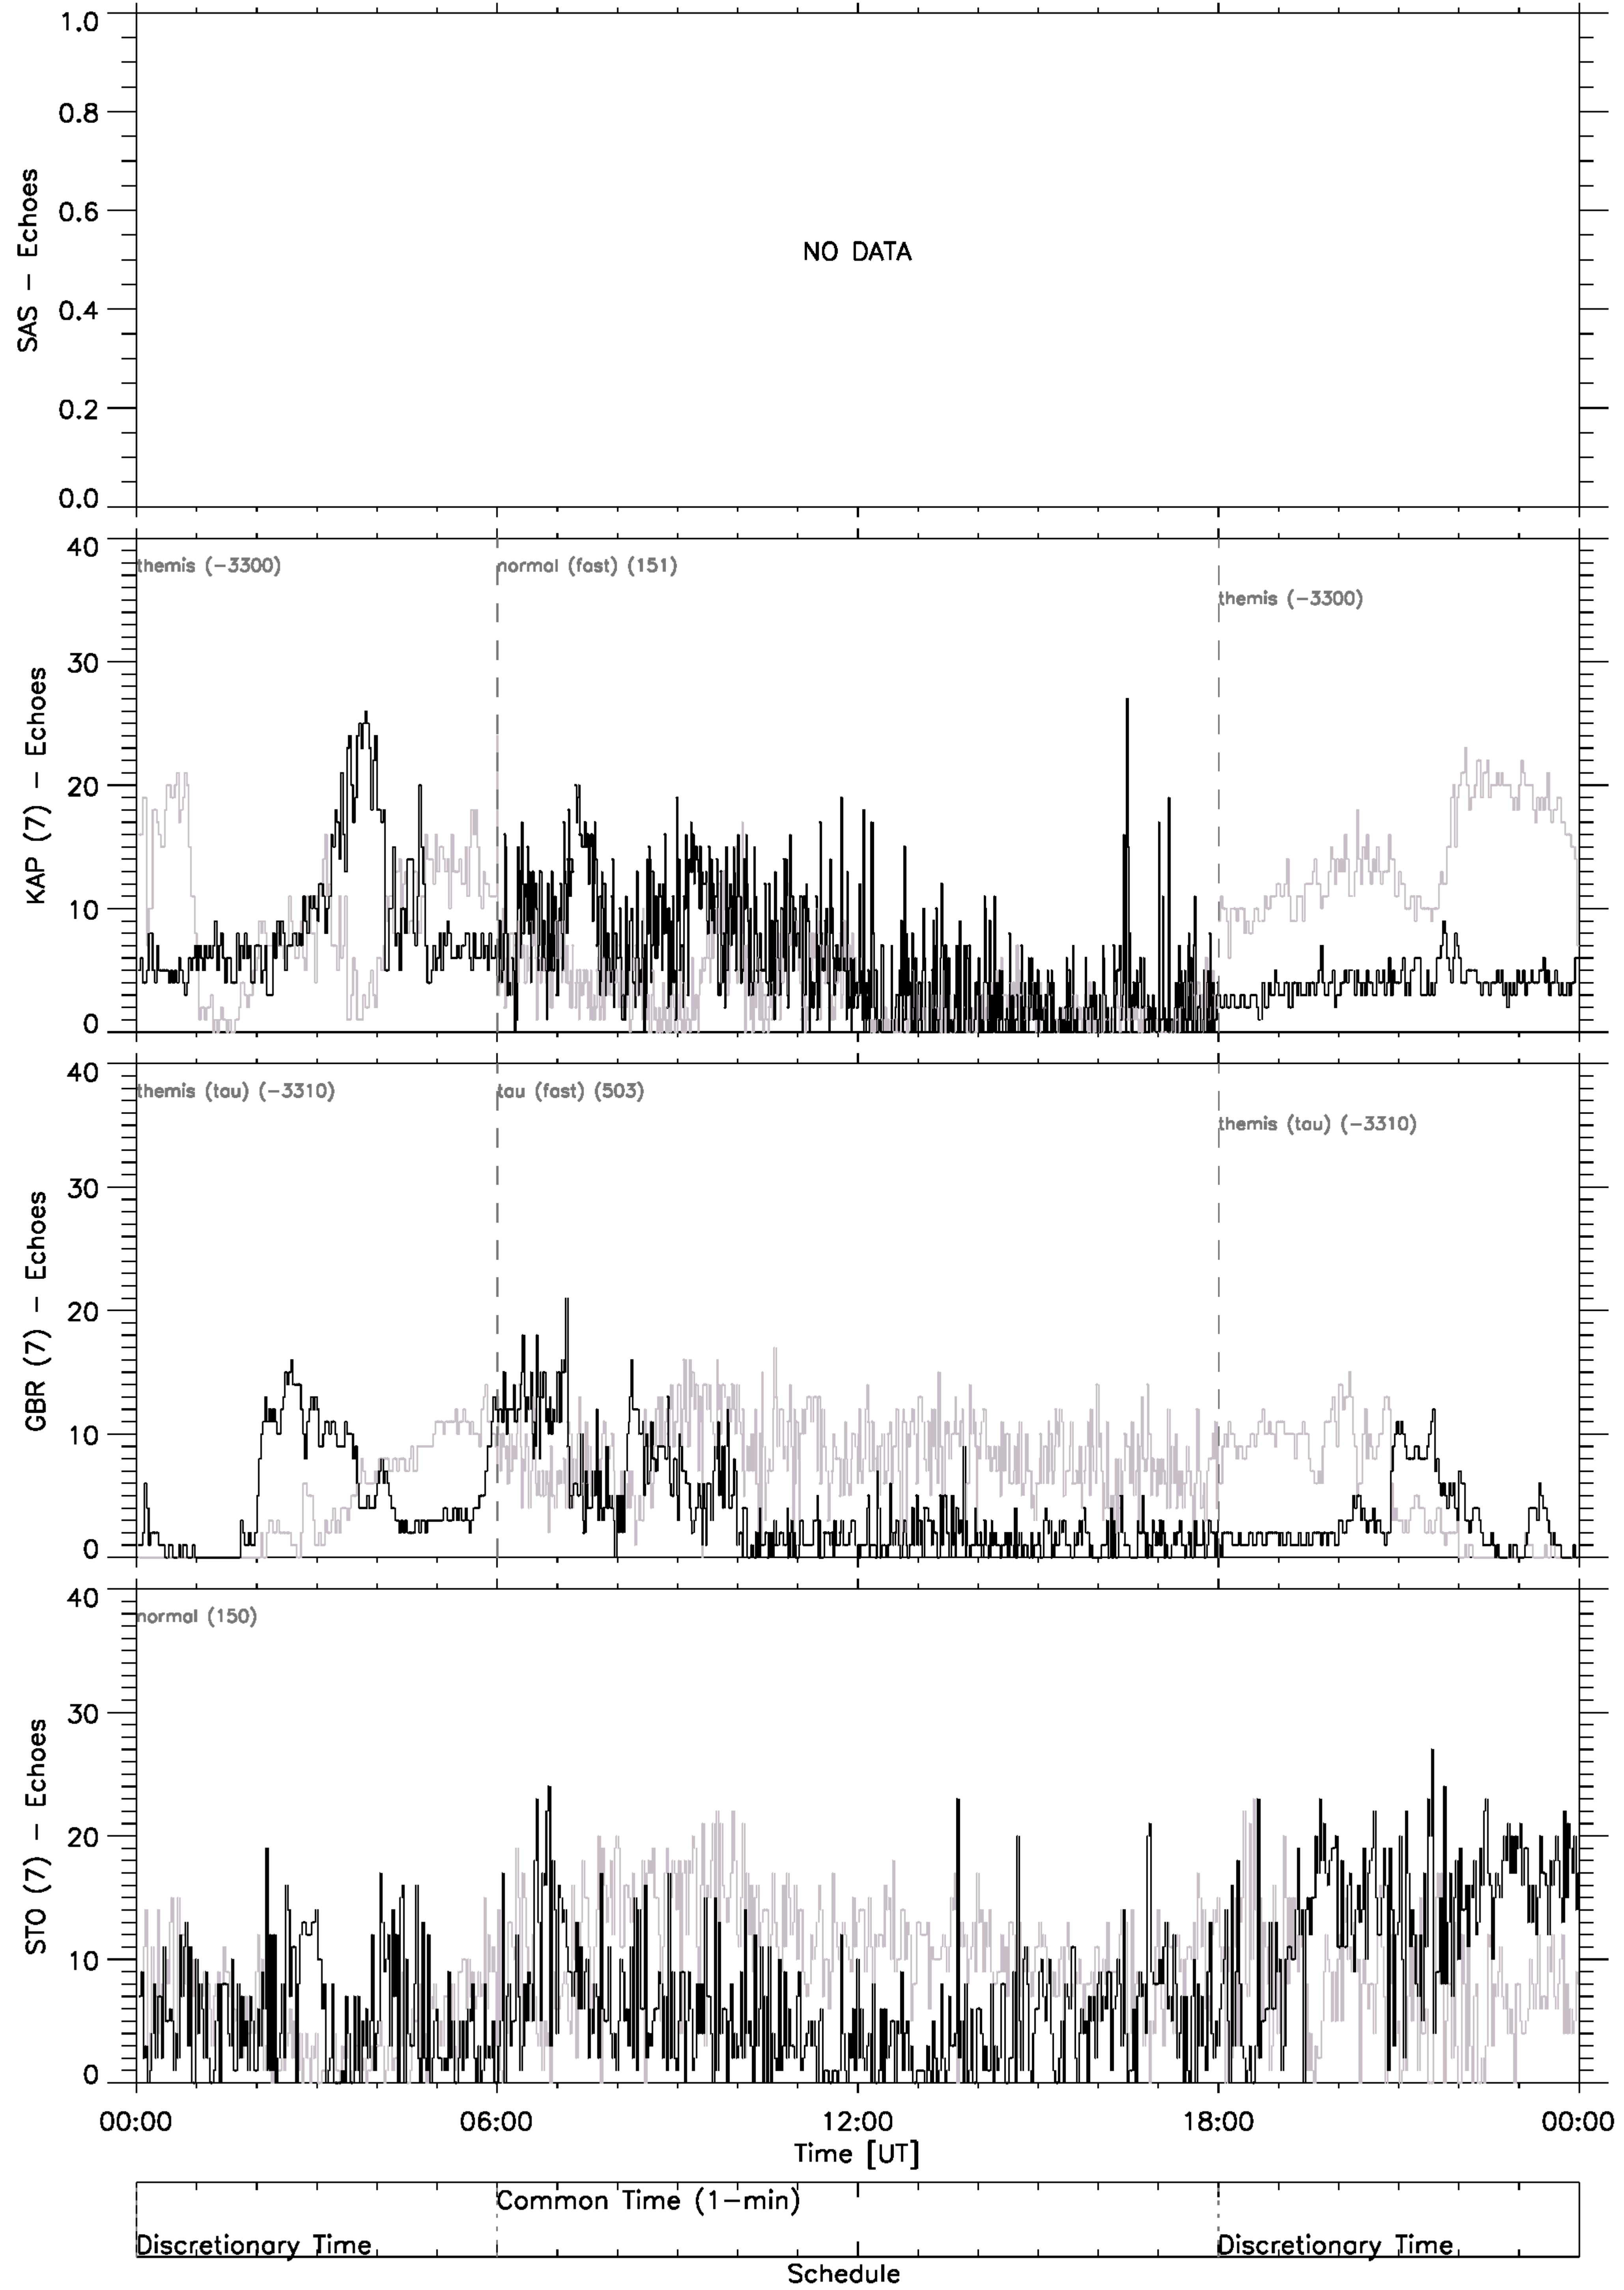 SAS - Echoes
1.0
0.8
0.6
0.4
0.2
0.0
NO DATA
KAP (7) - Echoes
40
30
20
10
0
themis (-3300)
normal (fast) (151)
themis (-3300)
GBR (7) - Echoes
40
30
20
10
0
themis (tau) (-3310)
tau (fast) (503)
themis (tau) (-3310)
STO (7) - Echoes
40
30
20
10
0
normal (150)
00:00 06:00 12:00 18:00 00:00
Time [UT]
Common Time (1-min)
Discretionary Time Discretionary Time
Schedule